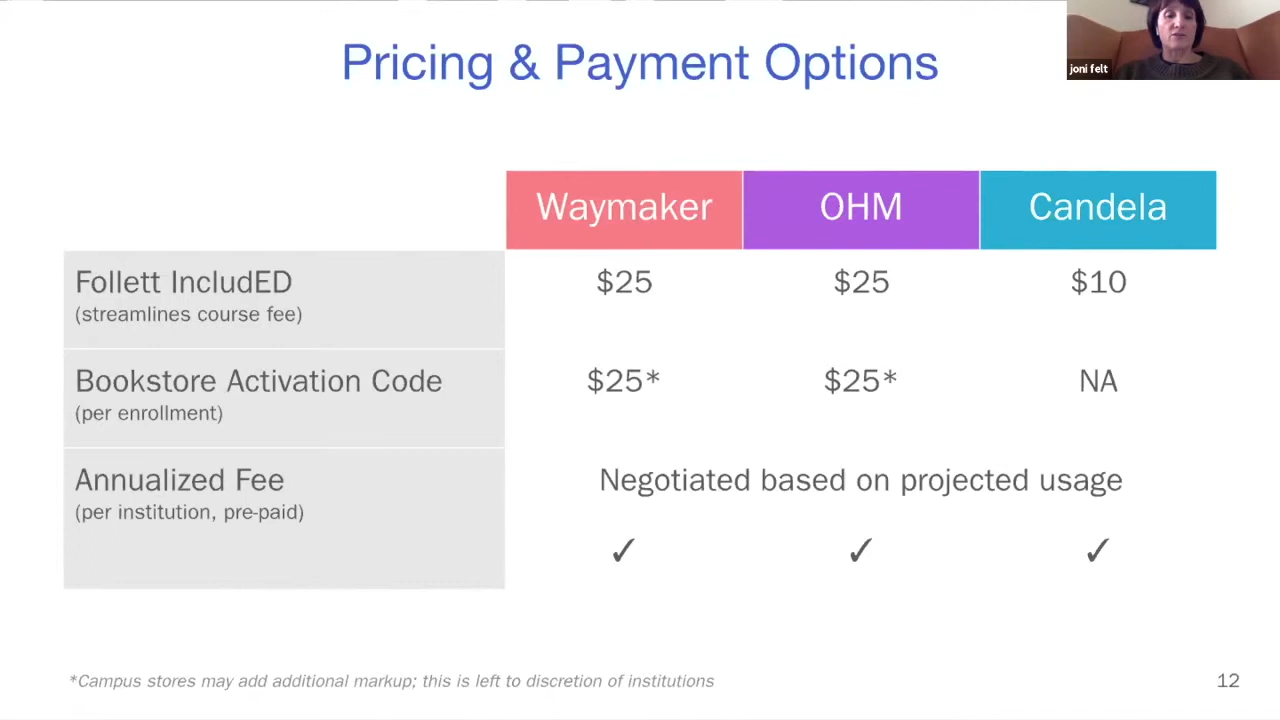 Pricing & Payment Options
joni felt
Waymaker OHM Candela
Follett IncludED $25 $25 $10
(streamlines course fee)
Bookstore Activation Code $25* $25* NA
(per enrollment)
Annualized Fee Negotiated based on projected usage
(per institution, pre-paid)
✓ ✓ ✓
*Campus stores may add additional markup; this is left to discretion of institutions
12